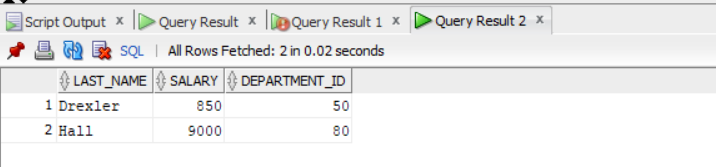 Script Output x Query Result x Query Result 1 x Query Result 2 x
SQL | All Rows Fetched: 2 in 0.02 seconds
LAST_NAME SALARY DEPARTMENT_ID
1 Drexler 850 50
2 Hall 9000 80